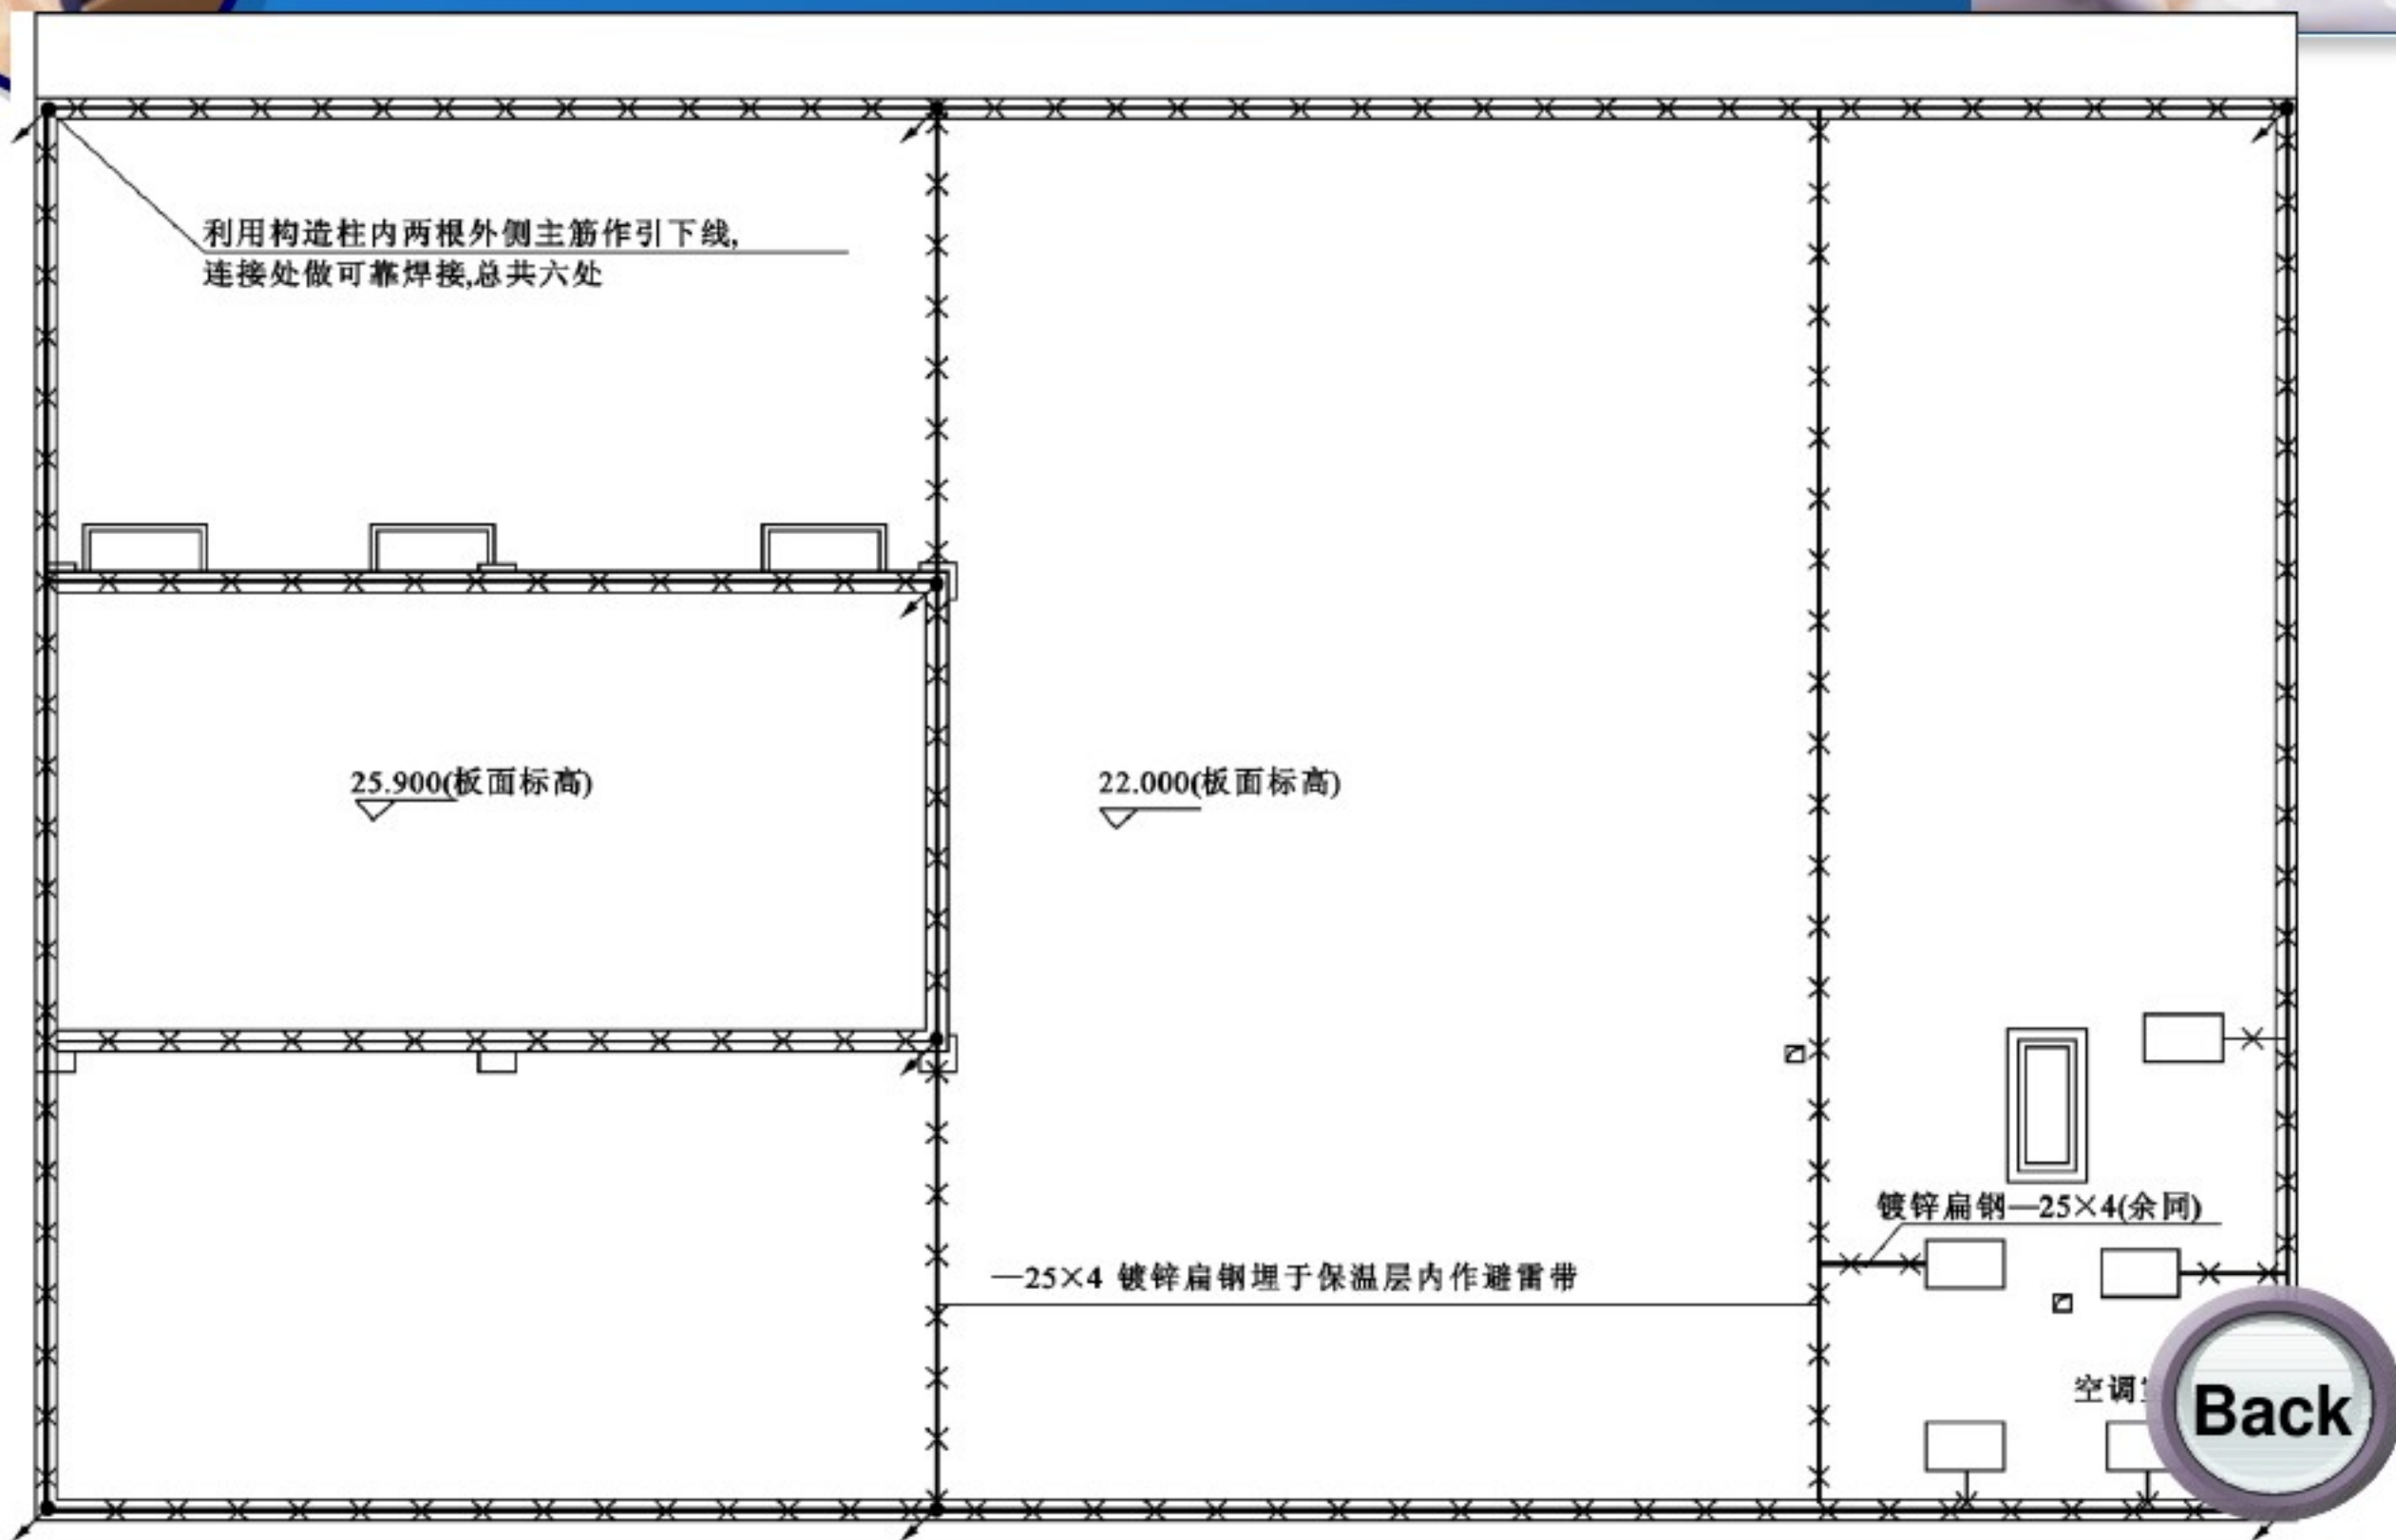 利用构造柱内两根外侧主筋作引下线,
连接处做可靠焊接,总共六处
25.900(板面标高)
22.000(板面标高)
镀锌扁钢—25×4(余同)
—25×4 镀锌扁钢埋于保温层内作避雷带
空调
Back